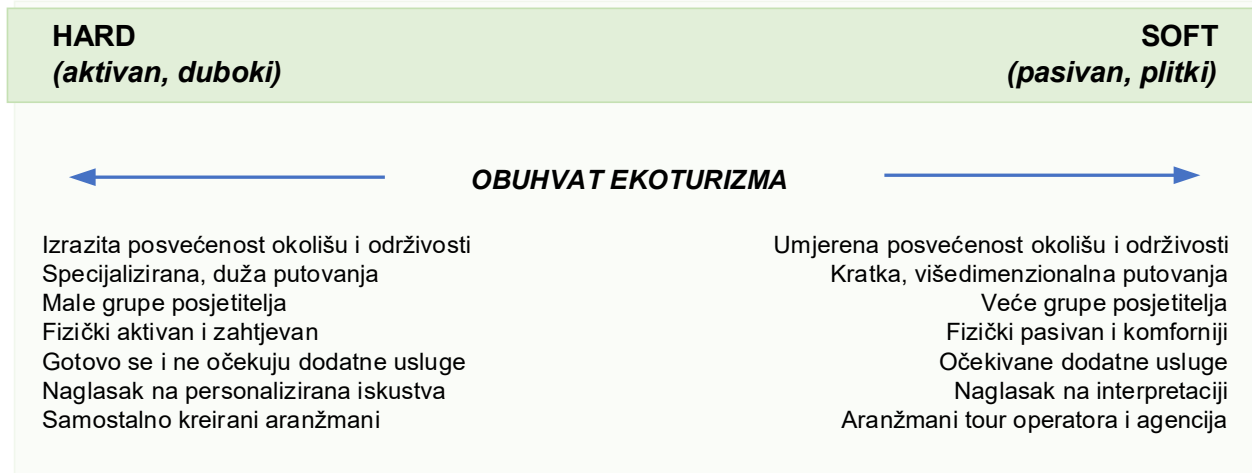 HARD
(aktivan, duboki)
SOFT
(pasivan, plitki)
OBUHVAT EKOTURIZMA
Izrazita posvećenost okolišu i održivosti
Specijalizirana, duža putovanja
Male grupe posjetitelja
Fizički aktivan i zahtjevan
Gotovo se i ne očekuju dodatne usluge
Naglasak na personalizirana iskustva
Samostalno kreirani aranžmani
Umjerena posvećenost okolišu i održivosti
Kratka, višedimenzionalna putovanja
Veće grupe posjetitelja
Fizički pasivan i komforniji
Očekivane dodatne usluge
Naglasak na interpretaciji
Aranžmani tour operatora i agencija